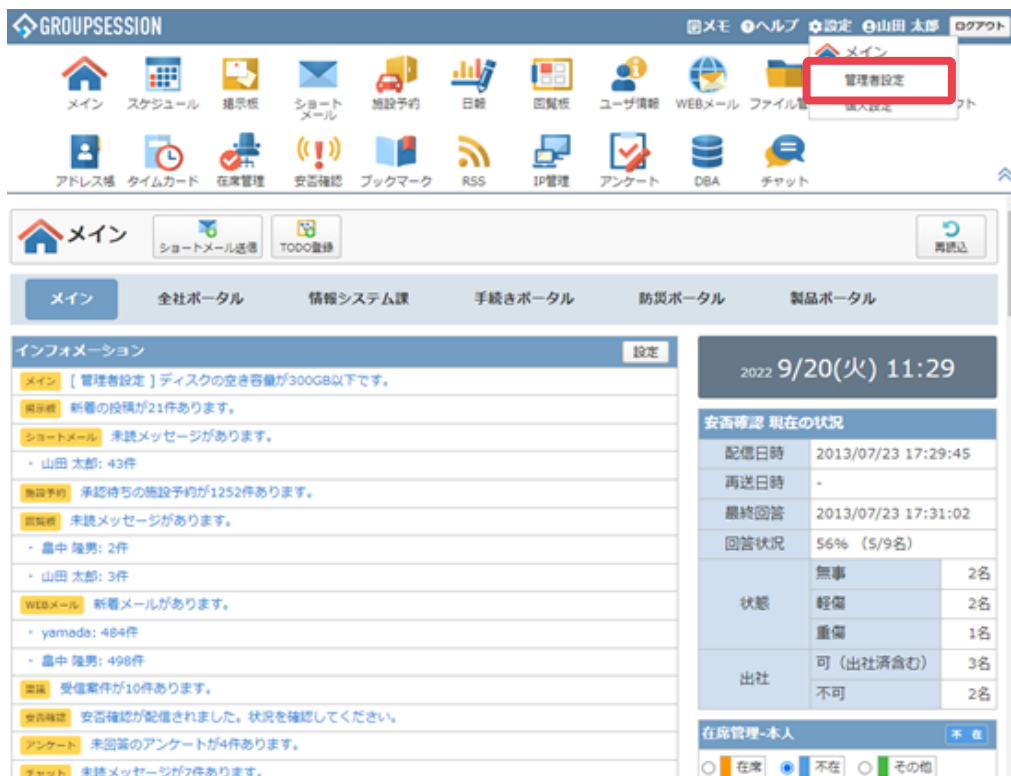 GROUPSESSION
メモ ヘルプ 設定 山田 太郎 ログアウト
メイン
管理者設定
個人設定
メイン スケジュール 掲示板 ショートメール 施設予約 日報 回覧板 ユーザ情報 WEBメール ファイル管
アドレス帳 タイムカード 在席管理 安否確認 ブックマーク RSS IP管理 アンケート DBA チャット
メイン ショートメール送信 TODO登録 再読込
メイン 全社ポータル 情報システム課 手続きポータル 防災ポータル 製品ポータル
インフォメーション 設定
メイン [ 管理者設定 ] ディスクの空き容量が300GB以下です。
掲示板 新着の投稿が21件あります。
ショートメール 未読メッセージがあります。
・ 山田 太郎: 43件
施設予約 承認待ちの施設予約が1252件あります。
回覧板 未読メッセージがあります。
・ 畠中 隆男: 2件
・ 山田 太郎: 3件
WEBメール 新着メールがあります。
・ yamada: 484件
・ 畠中 隆男: 498件
稟議 受信案件が10件あります。
安否確認 安否確認が配信されました。状況を確認してください。
アンケート 未回答のアンケートが4件あります。
チャット 未読メッセージが7件あります。
2022 9/20(火) 11:29
安否確認 現在の状況
配信日時 2013/07/23 17:29:45
再送日時 -
最終回答 2013/07/23 17:31:02
回答状況 56% (5/9名)
状態 無事 2名
軽傷 2名
重傷 1名
出社 可（出社済含む） 3名
不可 2名
在席管理-本人 不 在
在席 不在 その他